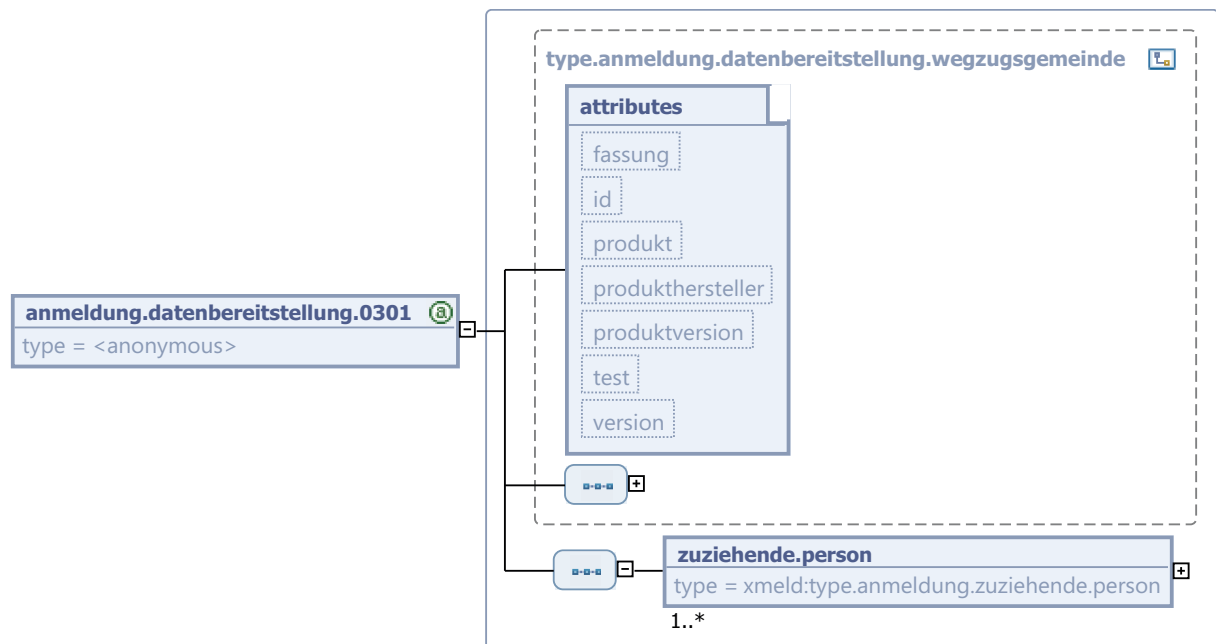 type.anmeldung.datenbereitstellung.wegzugsgemeinde
attributes
fassung
id
produkt
produkthersteller
produktversion
test
version
anmeldung.datenbereitstellung.0301 a
type = <anonymous>
zuziehende.person
type = xmeld:type.anmeldung.zuziehende.person
1..*